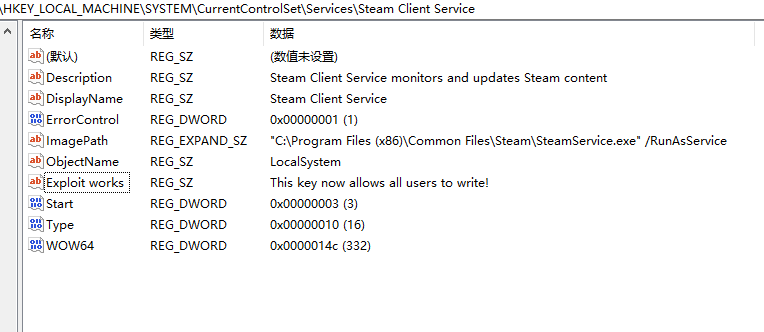 \HKEY_LOCAL_MACHINE\SYSTEM\CurrentControlSet\Services\Steam Client Service
名称 类型 数据
(默认) REG_SZ (数值未设置)
Description REG_SZ Steam Client Service monitors and updates Steam content
DisplayName REG_SZ Steam Client Service
ErrorControl REG_DWORD 0x00000001 (1)
ImagePath REG_EXPAND_SZ "C:\Program Files (x86)\Common Files\Steam\SteamService.exe" /RunAsService
ObjectName REG_SZ LocalSystem
Exploit works REG_SZ This key now allows all users to write!
Start REG_DWORD 0x00000003 (3)
Type REG_DWORD 0x00000010 (16)
WOW64 REG_DWORD 0x0000014c (332)